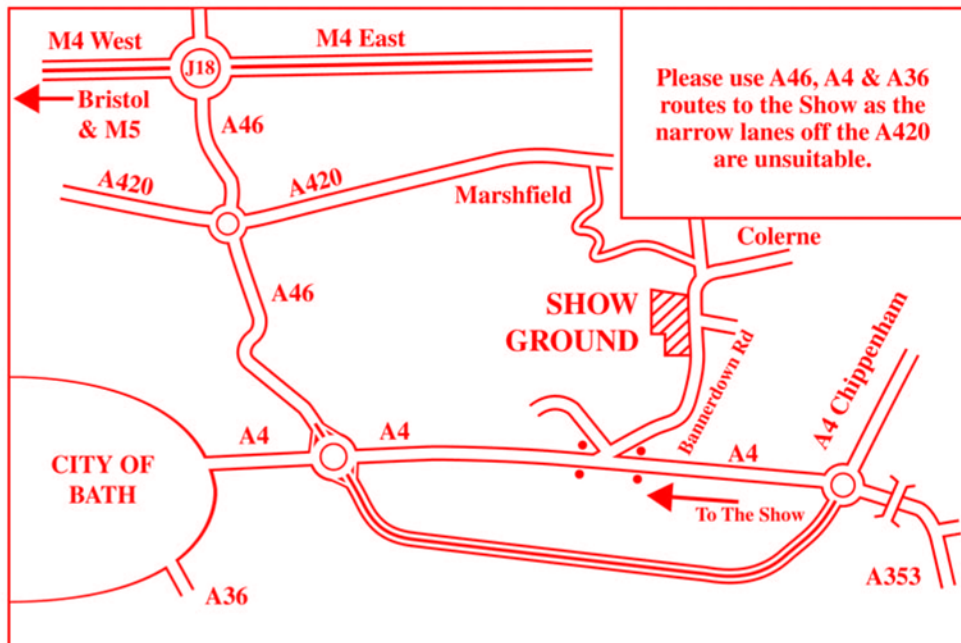 M4 West
M4 East
J18
Bristol
& M5
A46
Please use A46, A4 & A36
routes to the Show as the
narrow lanes off the A420
are unsuitable.
A420
A420
Marshfield
Colerne
A46
SHOW
GROUND
Bannerdown Rd
A4 Chippenham
A4
A4
A4
CITY OF
BATH
To The Show
A36
A353